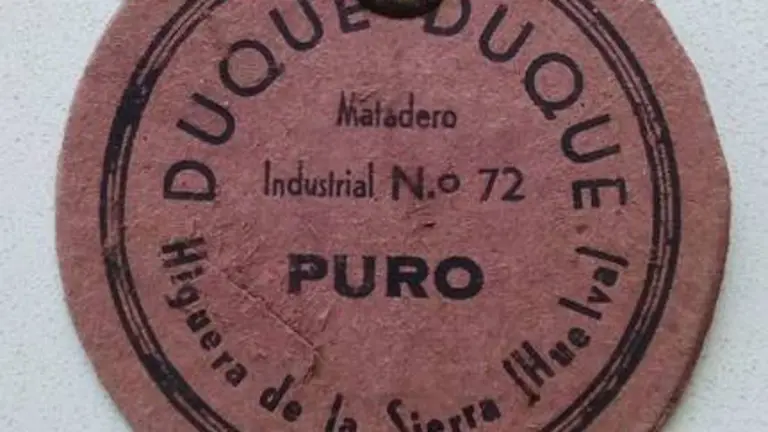 DUQUE DUQUE
Matadero
Industrial N.º 72
PURO
Higuera de la Sierra (Huelva)